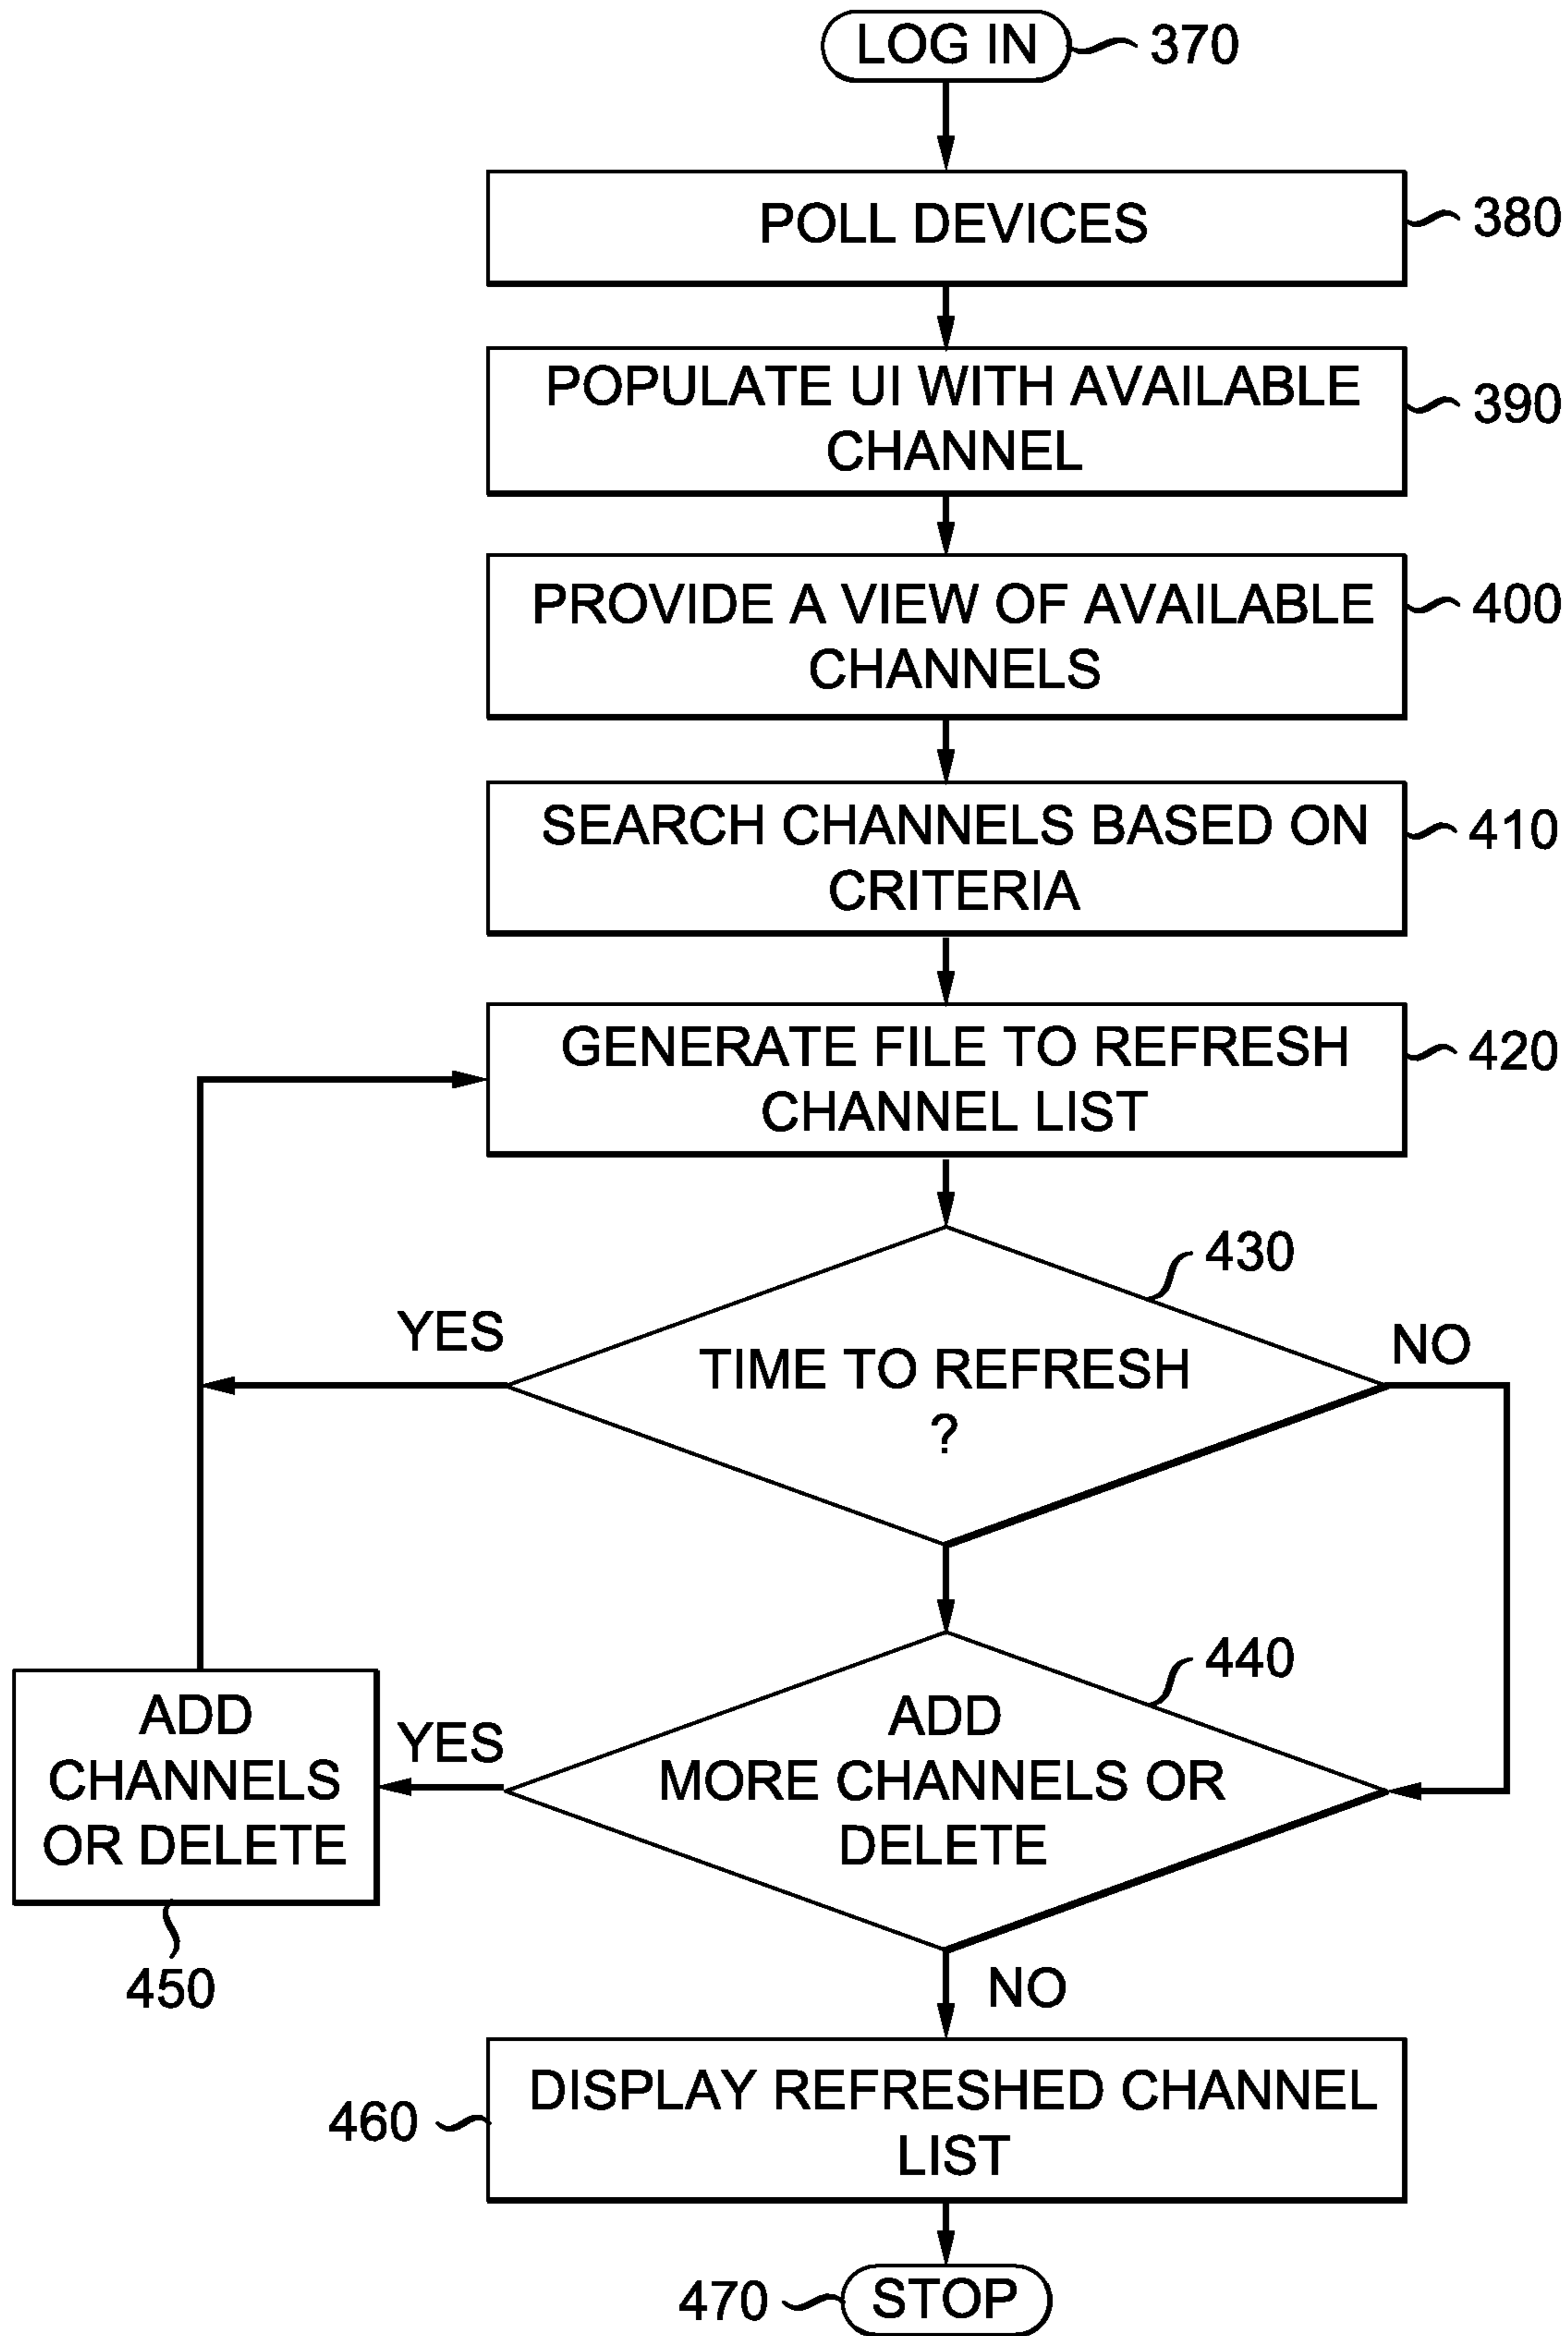 LOG IN
370
POLL DEVICES
380
POPULATE UI WITH AVAILABLE
CHANNEL
390
PROVIDE A VIEW OF AVAILABLE
CHANNELS
400
SEARCH CHANNELS BASED ON
CRITERIA
410
GENERATE FILE TO REFRESH
CHANNEL LIST
420
430
YES
TIME TO REFRESH
?
NO
440
ADD
MORE CHANNELS OR
DELETE
YES
ADD
CHANNELS
OR DELETE
450
NO
DISPLAY REFRESHED CHANNEL
LIST
460
STOP
470